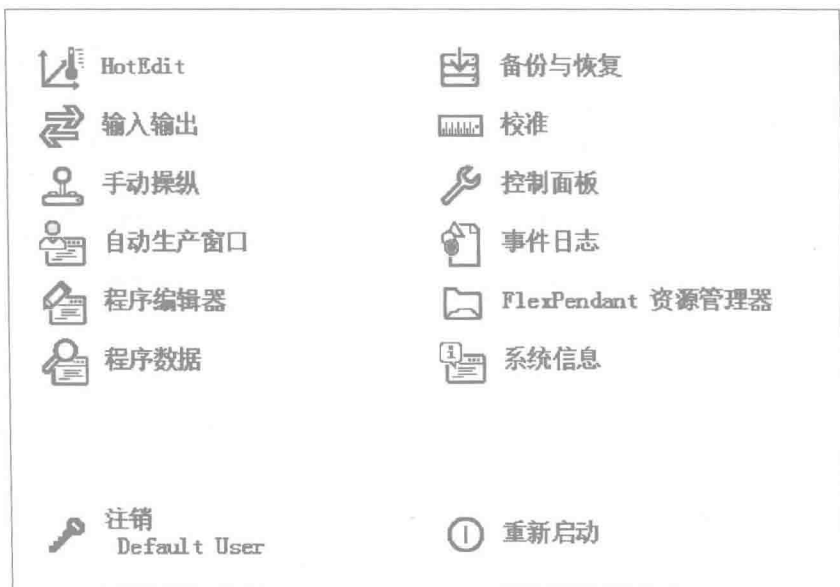 HotEdit
备份与恢复
输入输出
校准
手动操纵
控制面板
自动生产窗口
事件日志
程序编辑器
FlexPendant 资源管理器
程序数据
系统信息
注销
Default User
重新启动